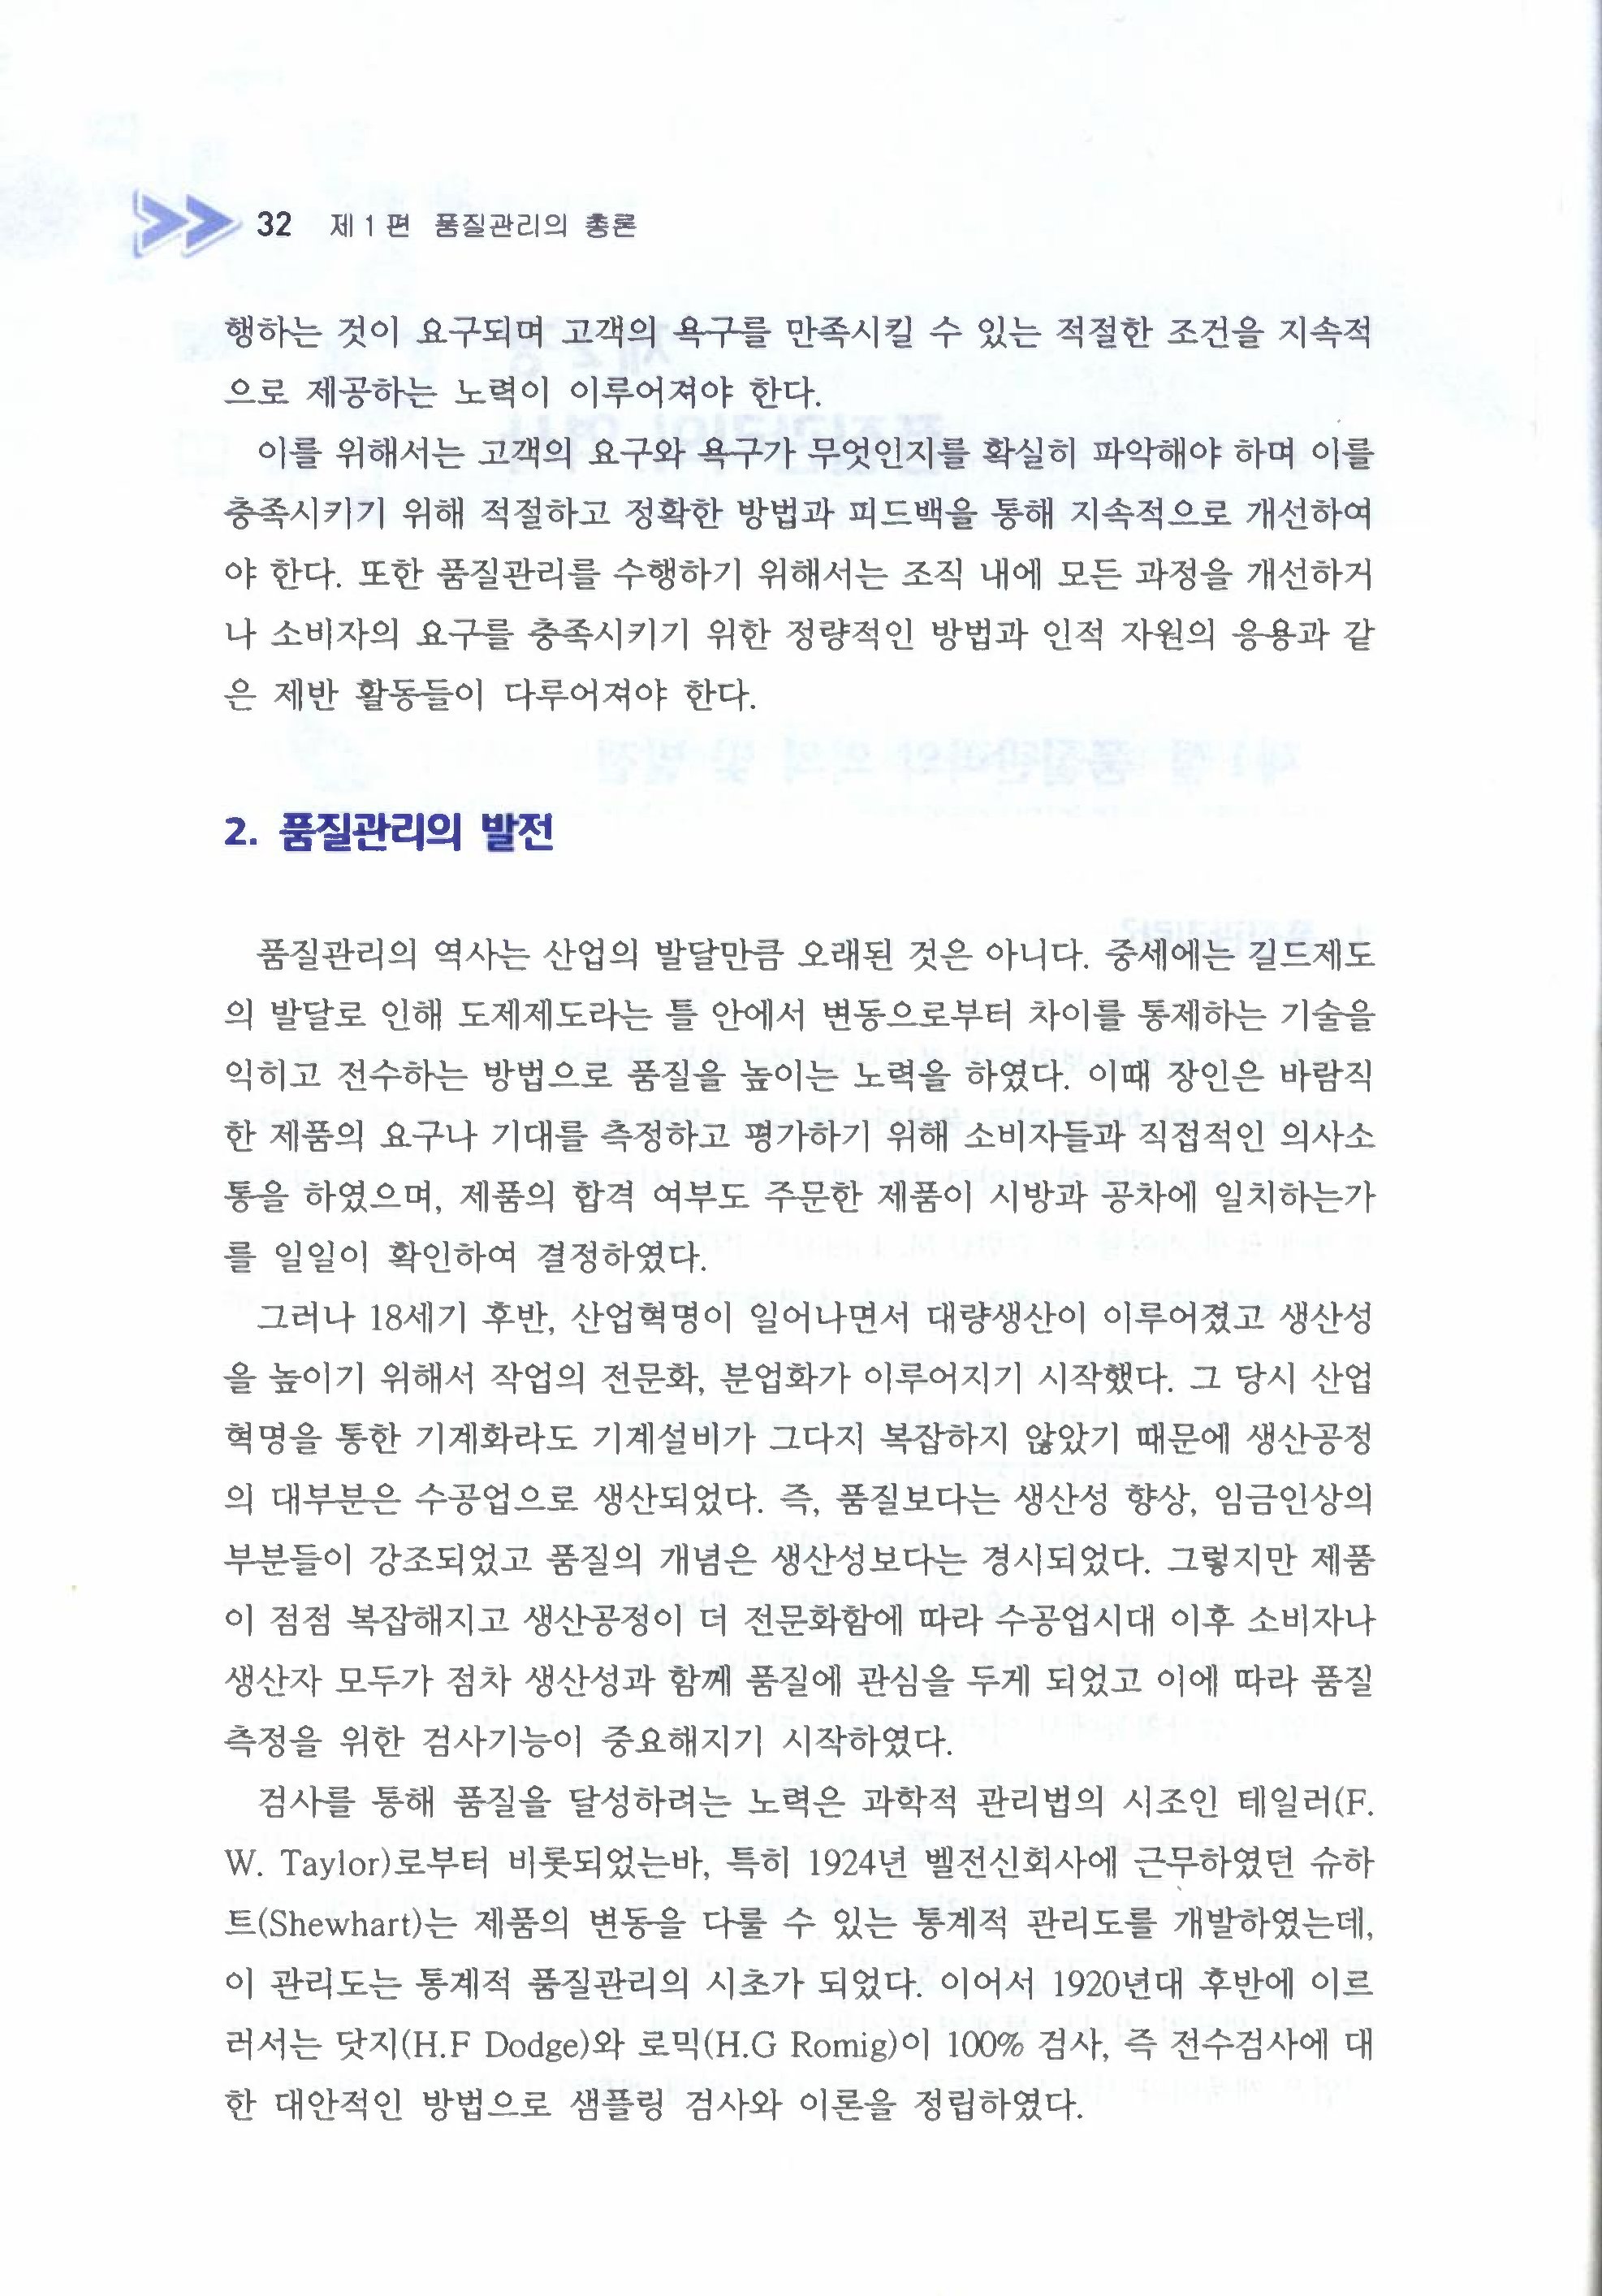 32 제 1 편 품질관리의 총론
행하는 것이 요구되며 고객의 욕구를 만족시킬 수 있는 적절한 조건을 지속적
으로 제공하는 노력이 이루어져야 한다.
이를 위해서는 고객의 요구와 욕구가 무엇인지를 확실히 파악해야 하며 이를
충족시키기 위해 적절하고 정확한 방법과 피드백을 통해 지속적으로 개선하여
야 한다. 또한 품질관리를 수행하기 위해서는 조직 내에 모든 과정을 개선하거
나 소비자의 요구를 충족시키기 위한 정량적인 방법과 인적 자원의 응용과 같
은 제반 활동들이 다루어져야 한다.
2. 품질관리의 발전
품질관리의 역사는 산업의 발달만큼 오래된 것은 아니다. 중세에는 길드제도
의 발달로 인해 도제제도라는 틀 안에서 변동으로부터 차이를 통제하는 기술을
익히고 전수하는 방법으로 품질을 높이는 노력을 하였다. 이때 장인은 바람직
한 제품의 요구나 기대를 측정하고 평가하기 위해 소비자들과 직접적인 의사소
통을 하였으며, 제품의 합격 여부도 주문한 제품이 시방과 공차에 일치하는가
를 일일이 확인하여 결정하였다.
그러나 18세기 후반, 산업혁명이 일어나면서 대량생산이 이루어졌고 생산성
을 높이기 위해서 작업의 전문화, 분업화가 이루어지기 시작했다. 그 당시 산업
혁명을 통한 기계화라도 기계설비가 그다지 복잡하지 않았기 때문에 생산공정
의 대부분은 수공업으로 생산되었다. 즉, 품질보다는 생산성 향상, 임금인상의
부분들이 강조되었고 품질의 개념은 생산성보다는 경시되었다. 그렇지만 제품
이 점점 복잡해지고 생산공정이 더 전문화함에 따라 수공업시대 이후 소비자나
생산자 모두가 점차 생산성과 함께 품질에 관심을 두게 되었고 이에 따라 품질
측정을 위한 검사기능이 중요해지기 시작하였다.
검사를 통해 품질을 달성하려는 노력은 과학적 관리법의 시조인 테일러(F.
W. Taylor)로부터 비롯되었는바, 특히 1924년 벨전신회사에 근무하였던 슈하
트(Shewhart)는 제품의 변동을 다룰 수 있는 통계적 관리도를 개발하였는데,
이 관리도는 통계적 품질관리의 시초가 되었다. 이어서 1920년대 후반에 이르
러서는 닷지(H.F Dodge)와 로믹(H.G Romig)이 100% 검사, 즉 전수검사에 대
한 대안적인 방법으로 샘플링 검사와 이론을 정립하였다.